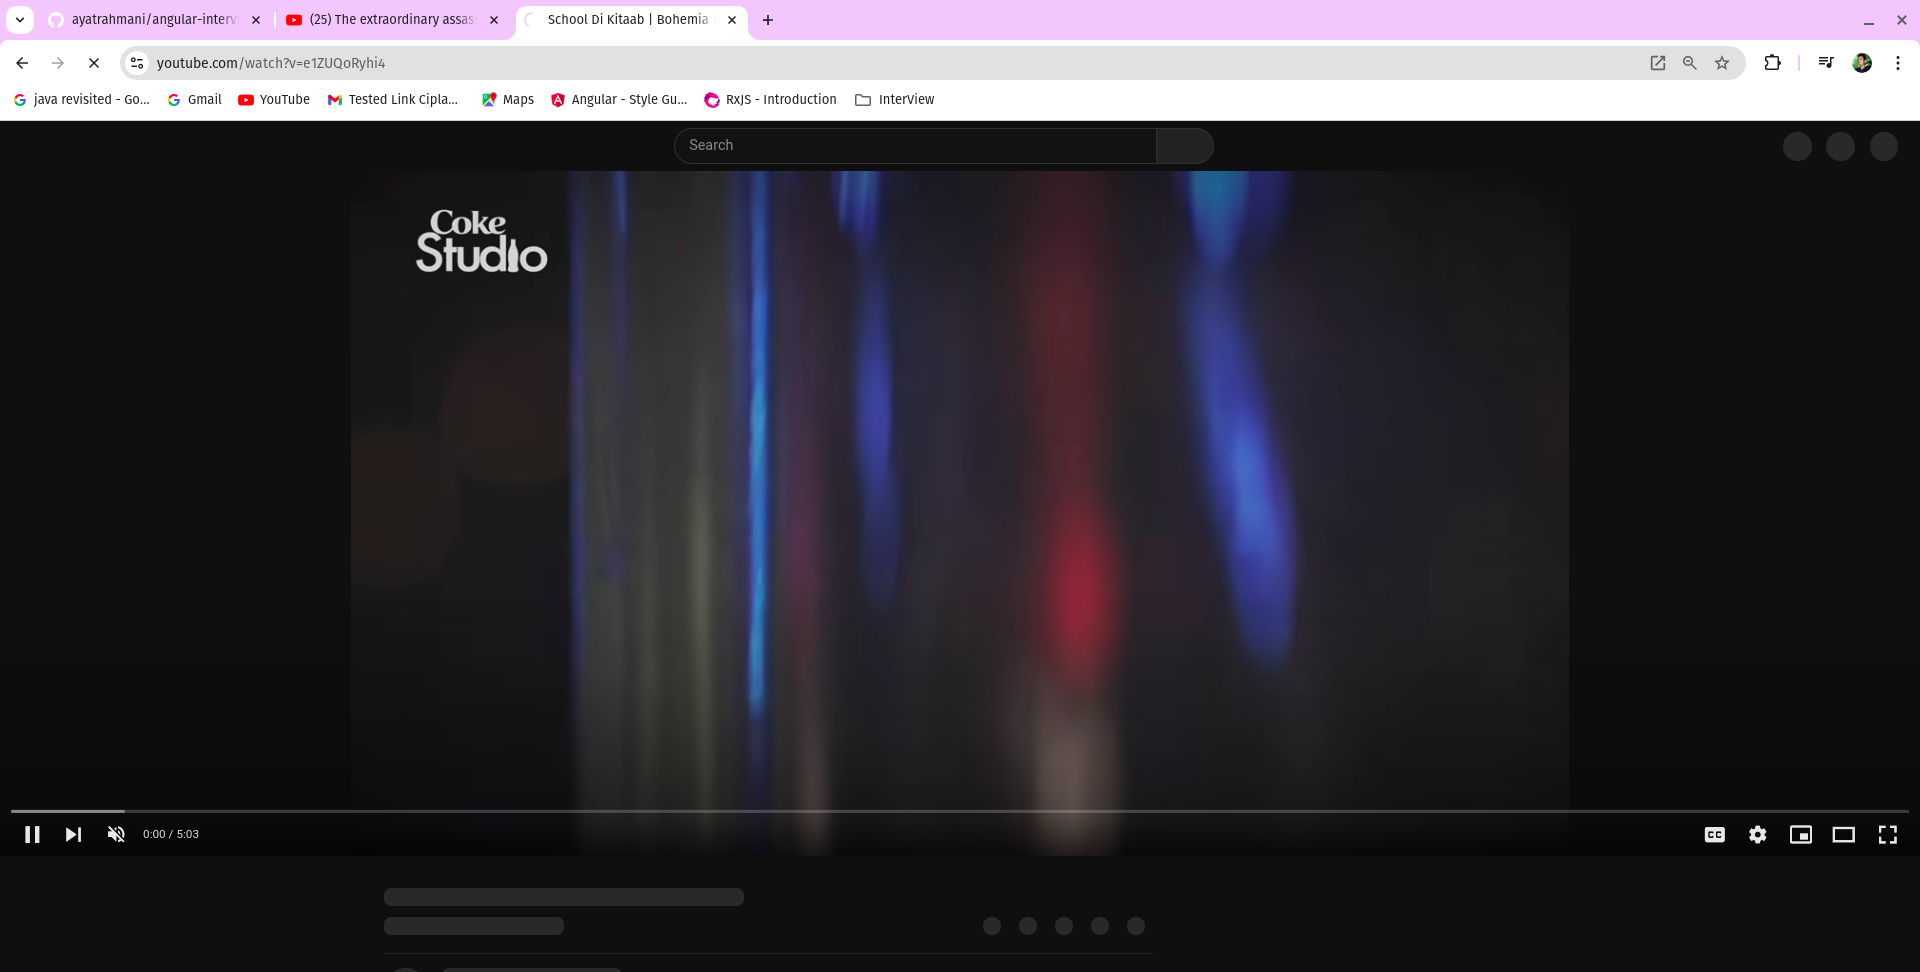 ayatrahmani/angular-interv
(25) The extraordinary assas
School Di Kitaab | Bohemia
youtube.com/watch?v=e1ZUQoRyhi4
java revisited - Go...
Gmail
YouTube
Tested Link Cipla...
Maps
Angular - Style Gu...
RxJS - Introduction
InterView
Search
Coke
Studio
0:00 / 5:03
CC